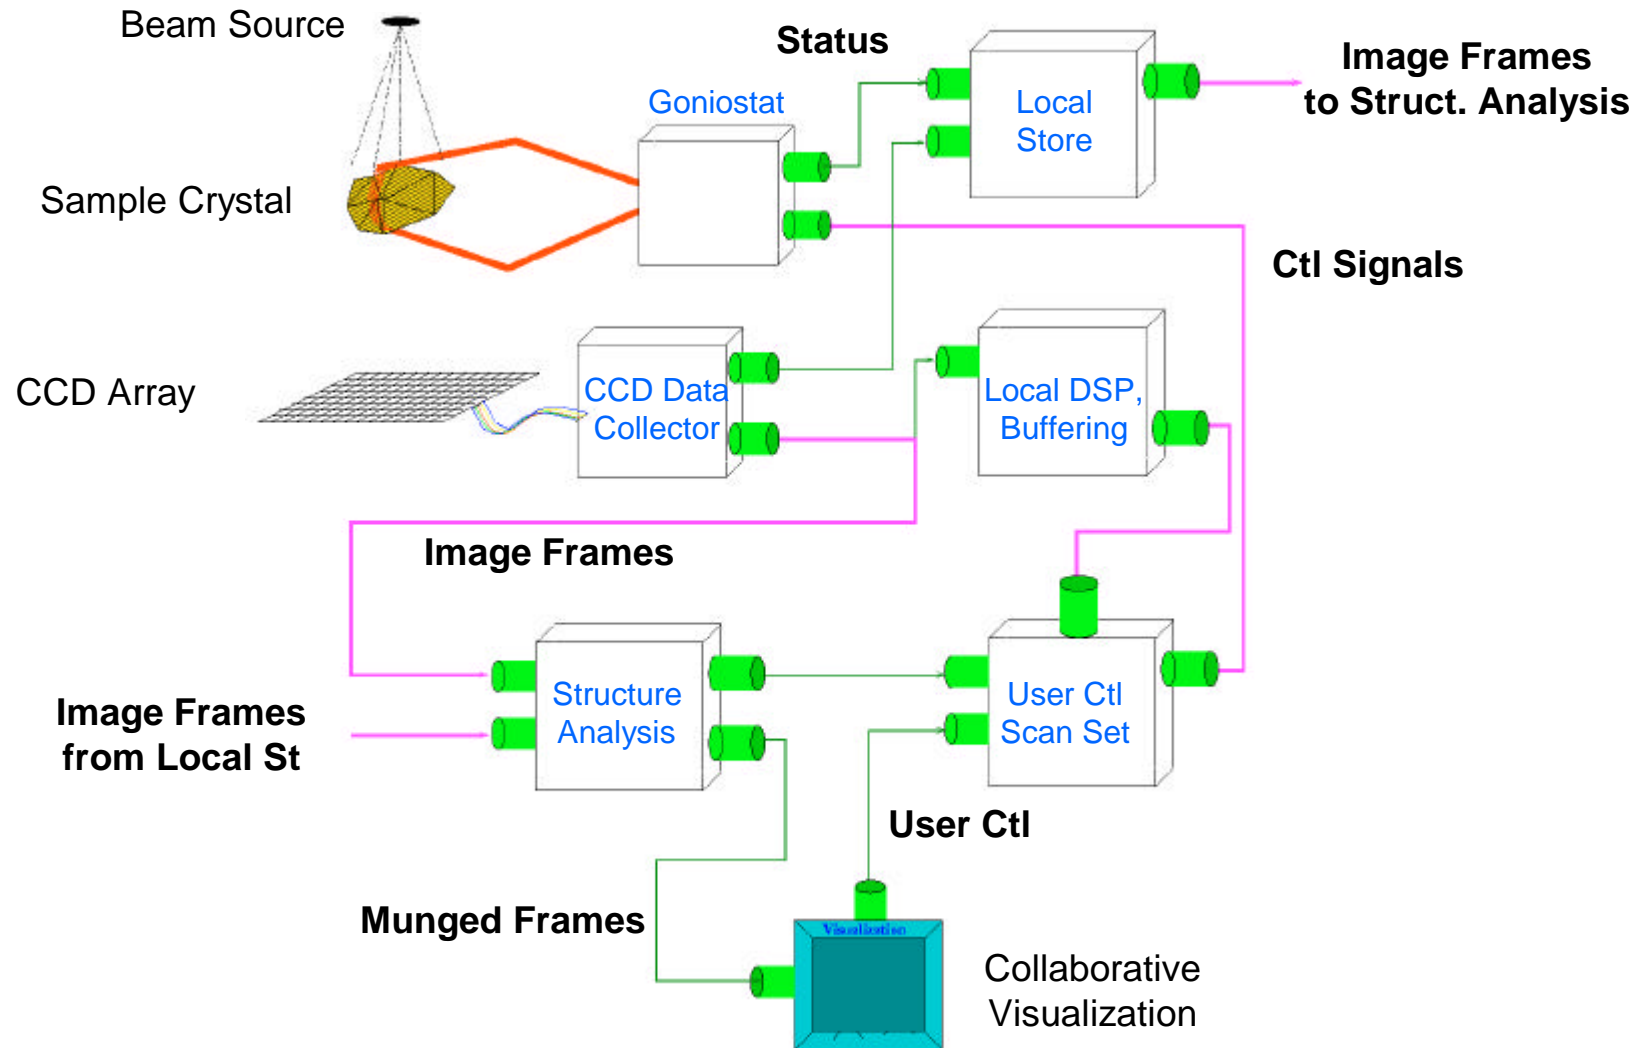 Beam Source
Status
Image Frames
to Struct. Analysis
Goniostat
Local
Store
Sample Crystal
Ctl Signals
CCD Array
CCD Data
Collector
Local DSP,
Buffering
Image Frames
Image Frames
from Local St
Structure
Analysis
User Ctl
Scan Set
User Ctl
Munged Frames
Visualization
Collaborative
Visualization